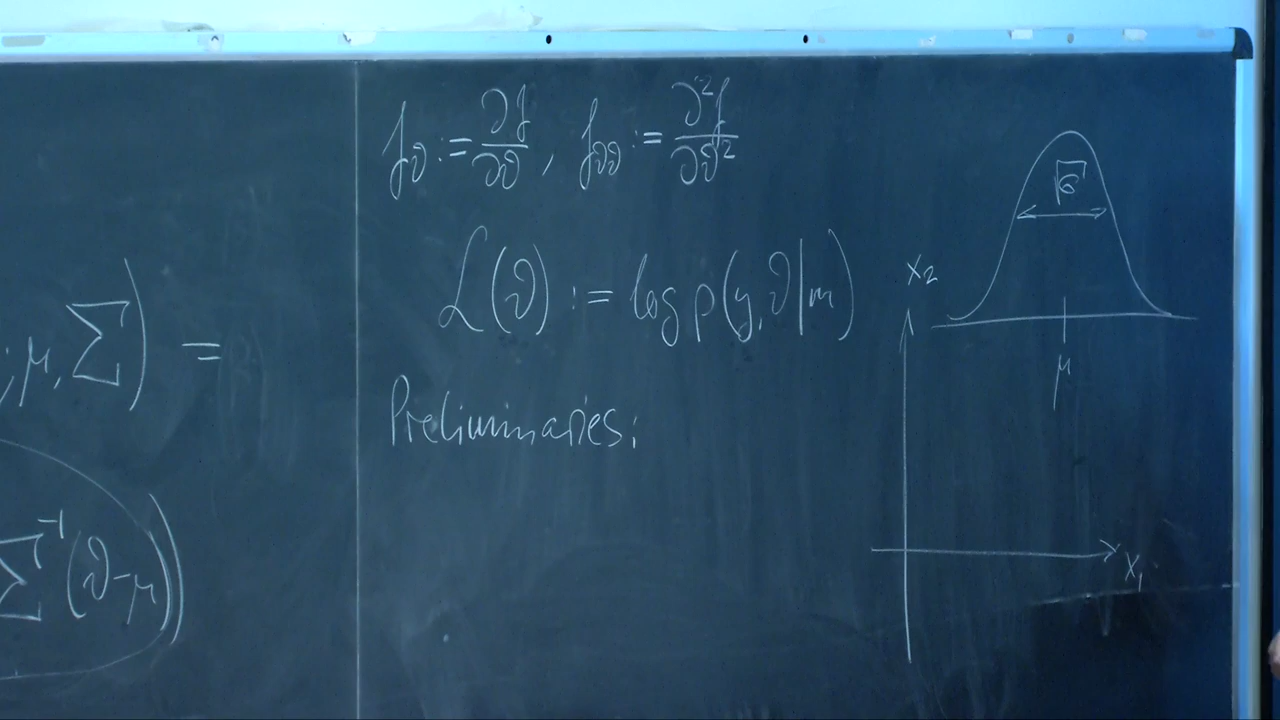 f_ϑ := ∂f/∂ϑ , f_ϑϑ := ∂²f/∂ϑ²
L(ϑ) := log p(y,ϑ|m)
; μ, Σ) =
Preliminaries:
Σ⁻¹(ϑ-μ))
√σ
μ
x₂
x₁